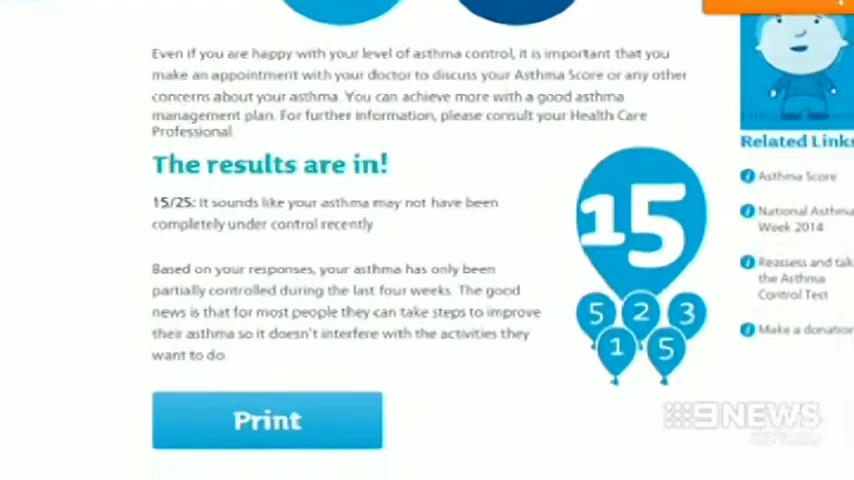 Even if you are happy with your level of asthma control, it is important that you
make an appointment with your doctor to discuss your Asthma Score or any other
concerns about your asthma. You can achieve more with a good asthma
management plan. For further information, please consult your Health Care
Professional.
The results are in!
15/25: It sounds like your asthma may not have been
completely under control recently
Based on your responses, your asthma has only been
partially controlled during the last four weeks. The good
news is that for most people they can take steps to improve
their asthma so it doesn't interfere with the activities they
want to do.
Print
15
5 2 3
1 5
Related Links
Asthma Score
National Asthma
Week 2014
Reassess and tak
the Asthma
Control Test
Make a donation
9NEWS